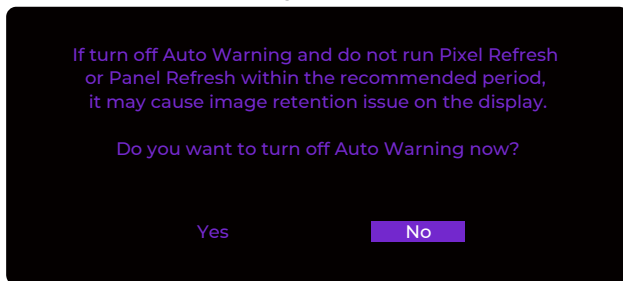 If turn off Auto Warning and do not run Pixel Refresh
or Panel Refresh within the recommended period,
it may cause image retention issue on the display.
Do you want to turn off Auto Warning now?
Yes No